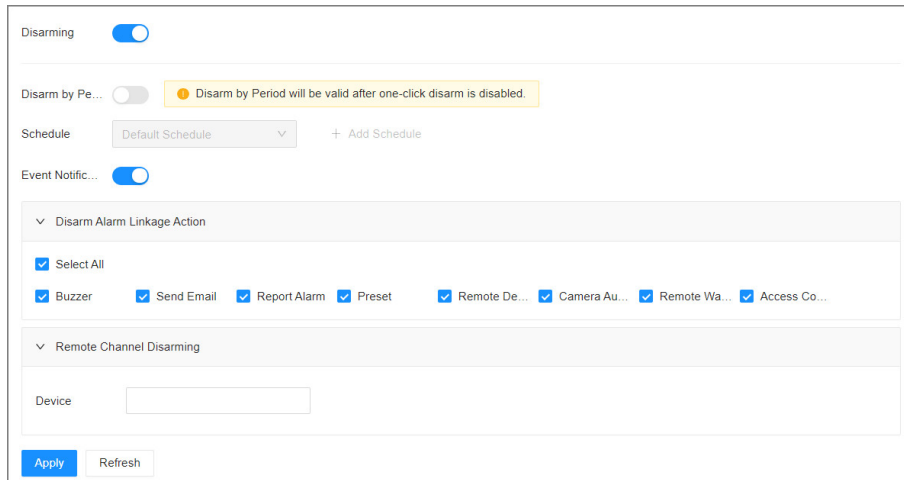 Disarming
Disarm by Pe... Disarm by Period will be valid after one-click disarm is disabled.
Schedule Default Schedule + Add Schedule
Event Notific...
Disarm Alarm Linkage Action
Select All
Buzzer Send Email Report Alarm Preset Remote De... Camera Au... Remote Wa... Access Co...
Remote Channel Disarming
Device
Apply Refresh